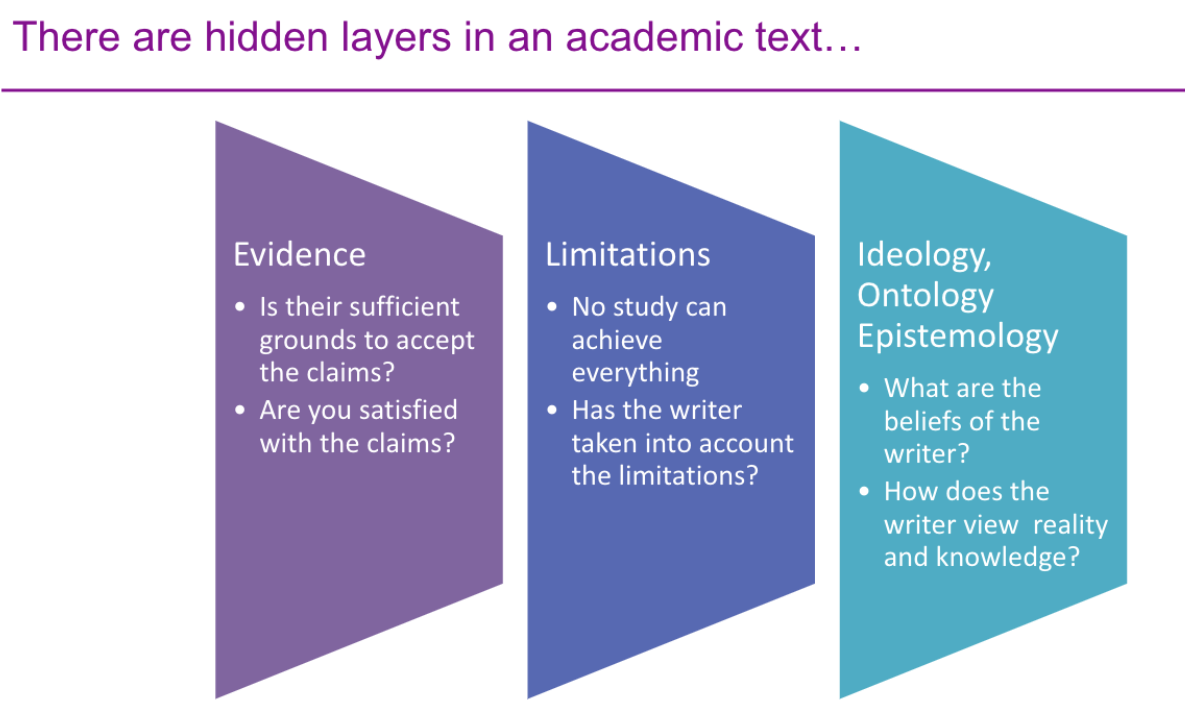 There are hidden layers in an academic text…
Evidence
• Is their sufficient
grounds to accept
the claims?
• Are you satisfied
with the claims?
Limitations
• No study can
achieve
everything
• Has the writer
taken into account
the limitations?
Ideology,
Ontology
Epistemology
• What are the
beliefs of the
writer?
• How does the
writer view  reality
and knowledge?